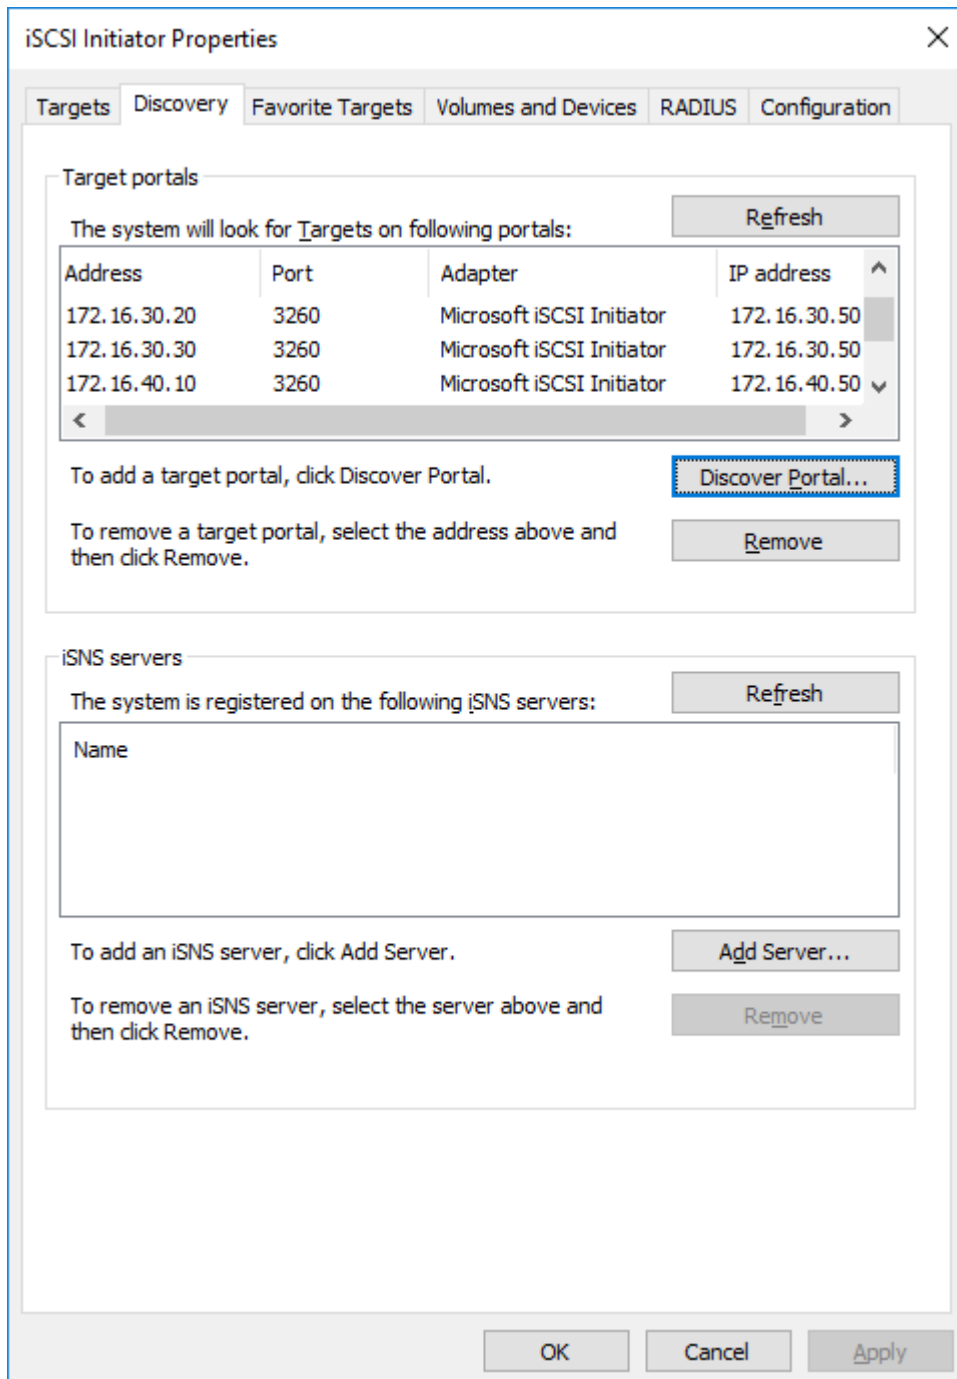 iSCSI Initiator Properties
Targets Discovery Favorite Targets Volumes and Devices RADIUS Configuration
Target portals
The system will look for Targets on following portals:
Refresh
Address Port Adapter IP address
172.16.30.20 3260 Microsoft iSCSI Initiator 172.16.30.50
172.16.30.30 3260 Microsoft iSCSI Initiator 172.16.30.50
172.16.40.10 3260 Microsoft iSCSI Initiator 172.16.40.50
To add a target portal, click Discover Portal.
Discover Portal...
To remove a target portal, select the address above and
then click Remove.
Remove
iSNS servers
The system is registered on the following iSNS servers:
Refresh
Name
To add an iSNS server, click Add Server.
Add Server...
To remove an iSNS server, select the server above and
then click Remove.
Remove
OK Cancel Apply